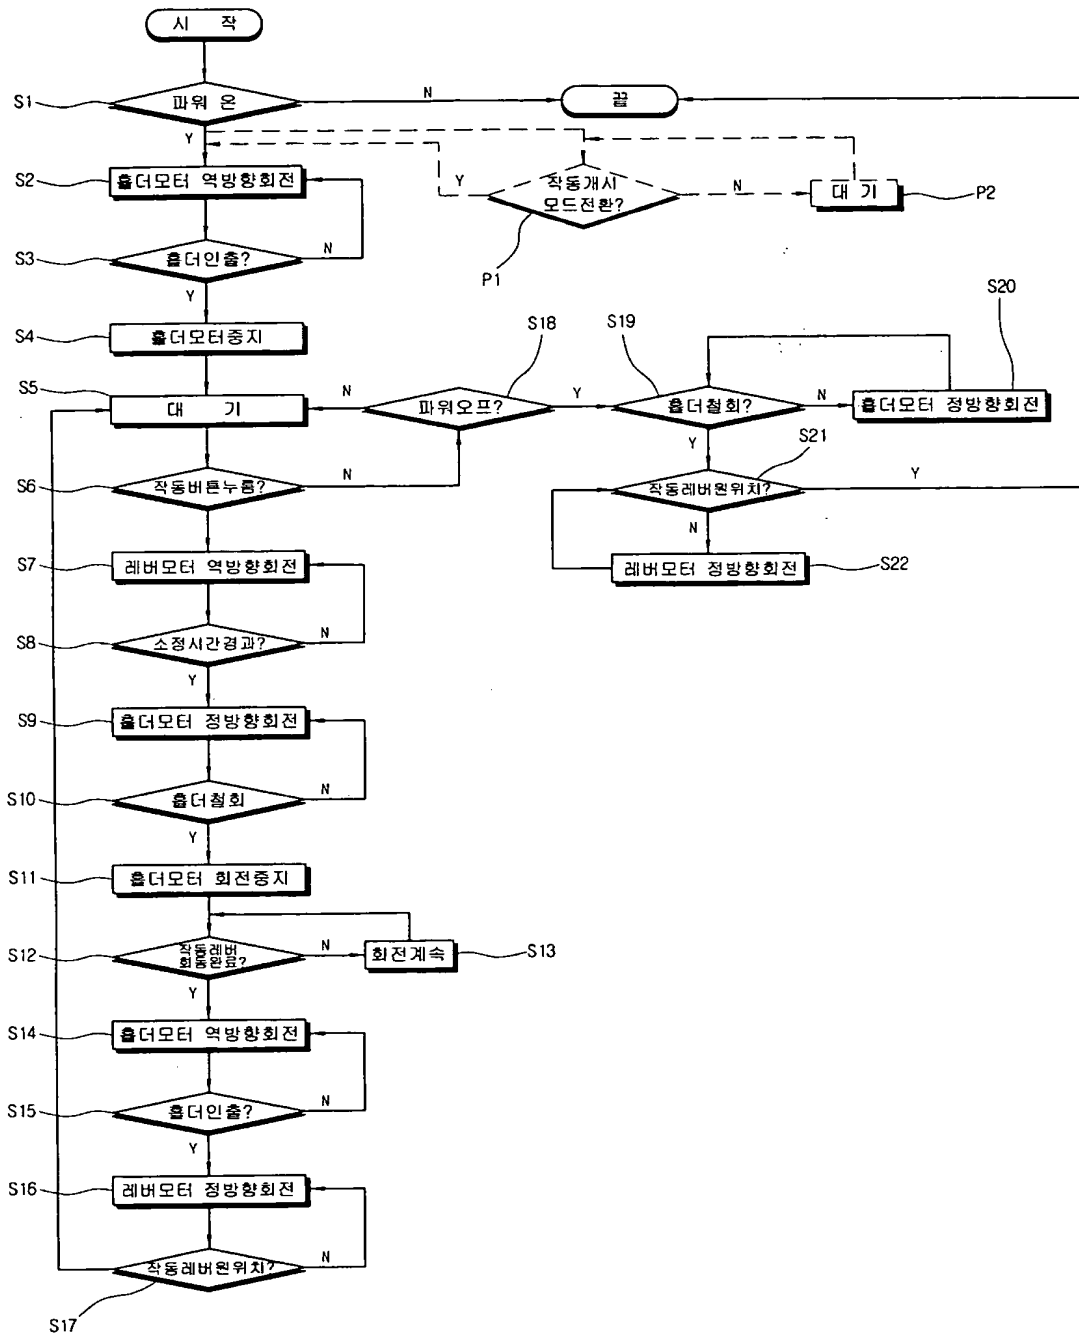 시 작
S1
파워 온
N
끝
Y
S2
홀더모터 역방향회전
Y
작동개시
모드전환?
N
대 기
P2
S3
홀더인출?
N
P1
Y
S4
홀더모터중지
S18
S19
S20
S5
대 기
N
파워오프?
Y
홀더철회?
N
홀더모터 정방향회전
Y
S21
S6
작동버튼누름?
N
작동레버원위치?
Y
N
S7
레버모터 역방향회전
레버모터 정방향회전
S22
S8
소정시간경과?
N
Y
S9
홀더모터 정방향회전
S10
홀더철회
N
Y
S11
홀더모터 회전중지
S12
작동레버
회동완료?
N
회전계속
S13
Y
S14
홀더모터 역방향회전
S15
홀더인출?
N
Y
S16
레버모터 정방향회전
작동레버원위치?
N
S17